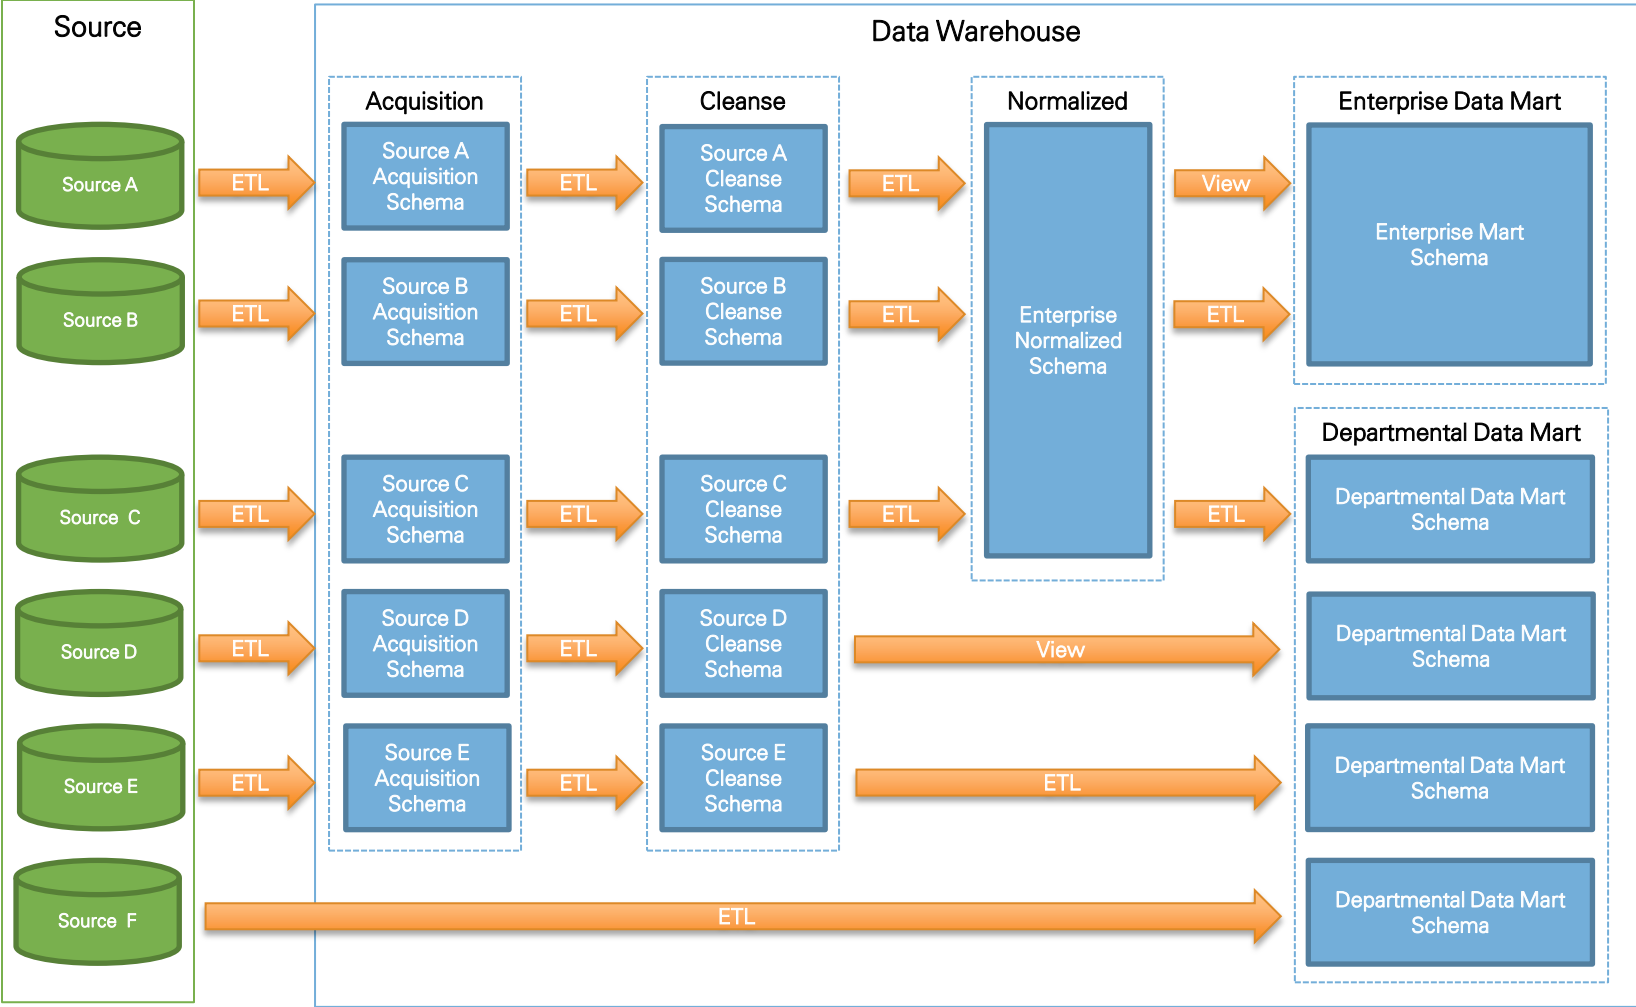 Source
Data Warehouse
Acquisition
Cleanse
Normalized
Enterprise Data Mart
Source A
ETL
Source A
Acquisition
Schema
ETL
Source A
Cleanse
Schema
ETL
View
Enterprise Mart
Schema
Source B
ETL
Source B
Acquisition
Schema
ETL
Source B
Cleanse
Schema
ETL
Enterprise
Normalized
Schema
ETL
Departmental Data Mart
Source C
ETL
Source C
Acquisition
Schema
ETL
Source C
Cleanse
Schema
ETL
ETL
Departmental Data Mart
Schema
Source D
ETL
Source D
Acquisition
Schema
ETL
Source D
Cleanse
Schema
View
Departmental Data Mart
Schema
Source E
ETL
Source E
Acquisition
Schema
ETL
Source E
Cleanse
Schema
ETL
Departmental Data Mart
Schema
Source F
ETL
Departmental Data Mart
Schema